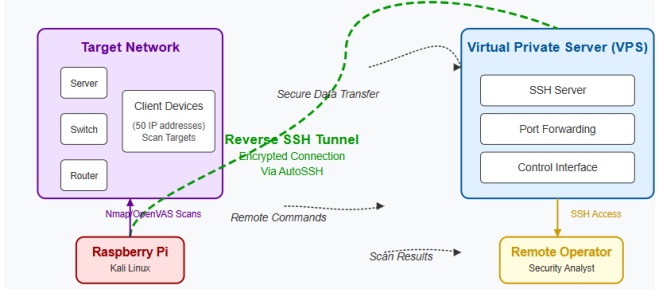 Target Network
Server
Switch
Router
Client Devices
(50 IP addresses)
Scan Targets
Nmap/OpenVAS Scans
Raspberry Pi
Kali Linux
Secure Data Transfer
Reverse SSH Tunnel
Encrypted Connection
Via AutoSSH
Remote Commands
Scan Results
Virtual Private Server (VPS)
SSH Server
Port Forwarding
Control Interface
SSH Access
Remote Operator
Security Analyst